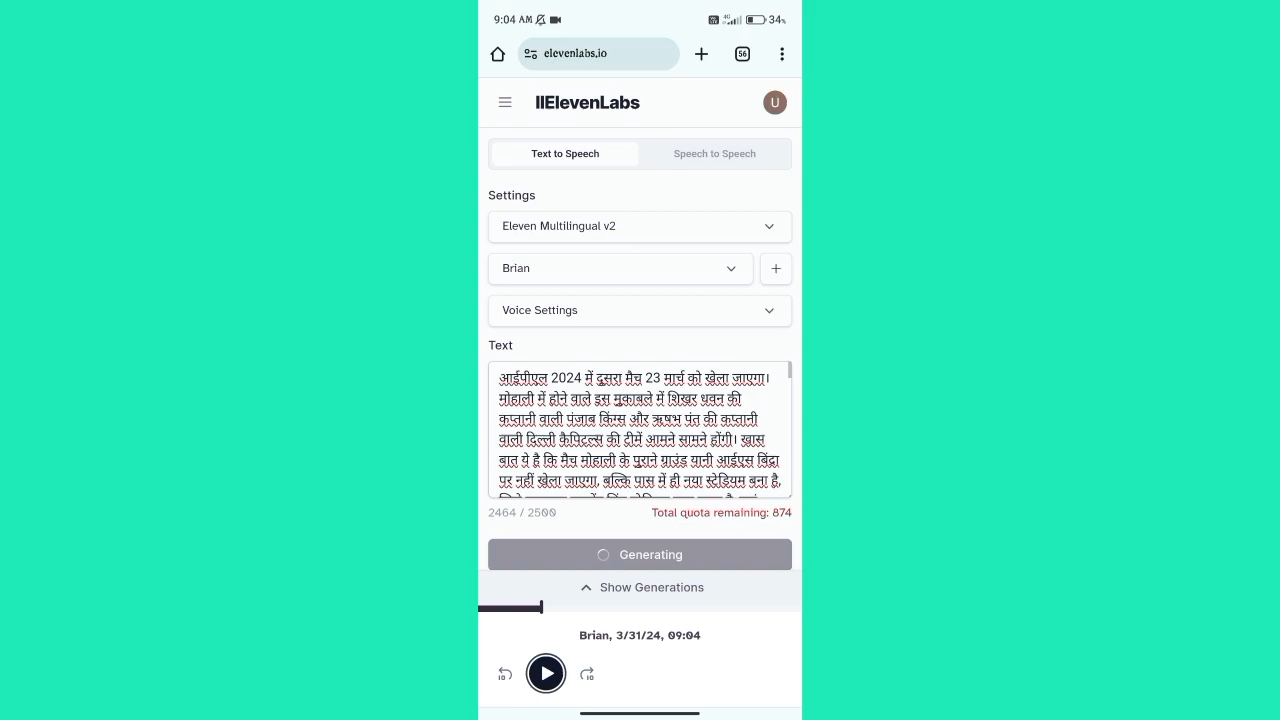 9:04 AM
4G
34%
elevenlabs.io
56
IIElevenLabs
U
Text to Speech
Speech to Speech
Settings
Eleven Multilingual v2
Brian
Voice Settings
Text
आईपीएल 2024 में दूसरा मैच 23 मार्च को खेला जाएगा।
मोहाली में होने वाले इस मुकाबले में शिखर धवन की
कप्तानी वाली पंजाब किंग्स और ऋषभ पंत की कप्तानी
वाली दिल्ली कैपिटल्स की टीमें आमने सामने होंगी। खास
बात ये है कि मैच मोहाली के पुराने ग्राउंड यानी आईएस बिंद्रा
पर नहीं खेला जाएगा, बल्कि पास में ही नया स्टेडियम बना है,
2464 / 2500
Total quota remaining: 874
Generating
Show Generations
Brian, 3/31/24, 09:04
10
10